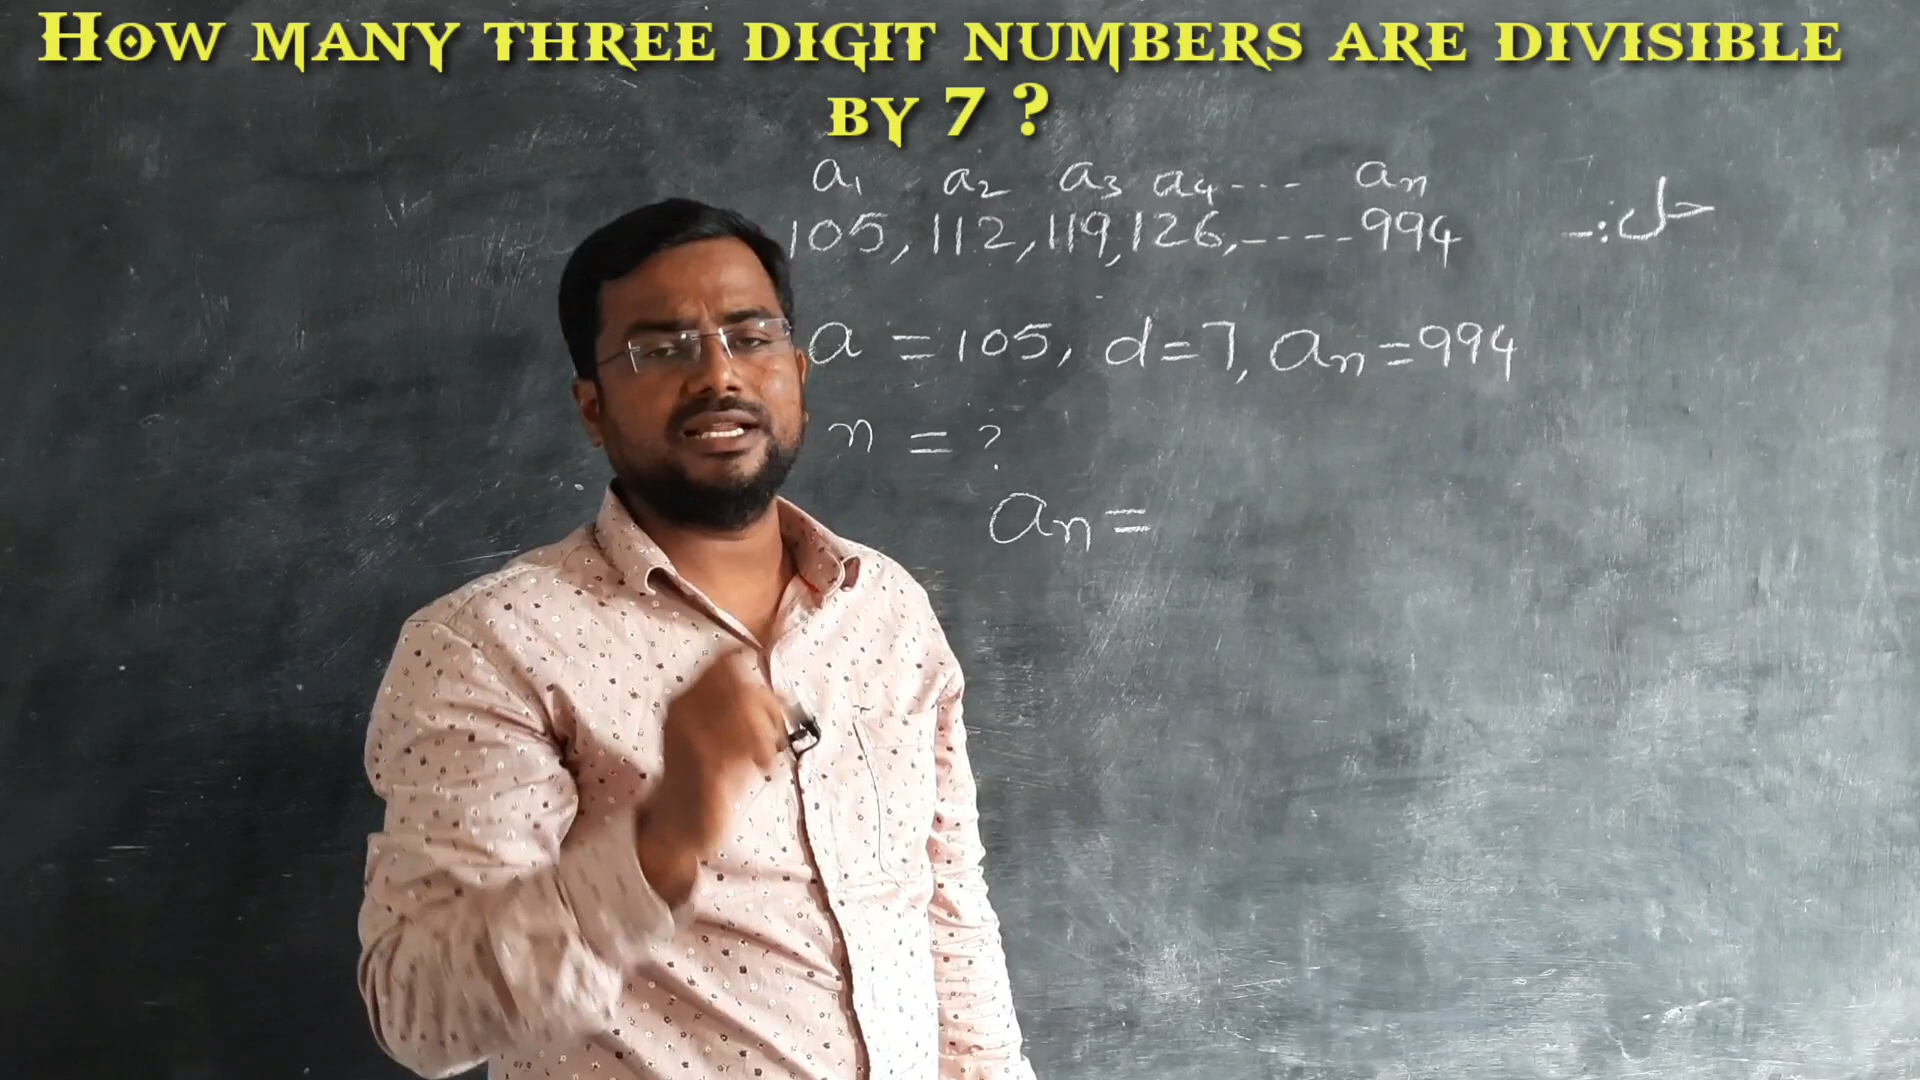 How many three digit numbers are divisible
by 7 ?
a₁ a₂ a₃ a₄ --- aₙ
105, 112, 119, 126, ---- 994 حل :-
a = 105, d = 7, aₙ = 994
n = ?
aₙ =